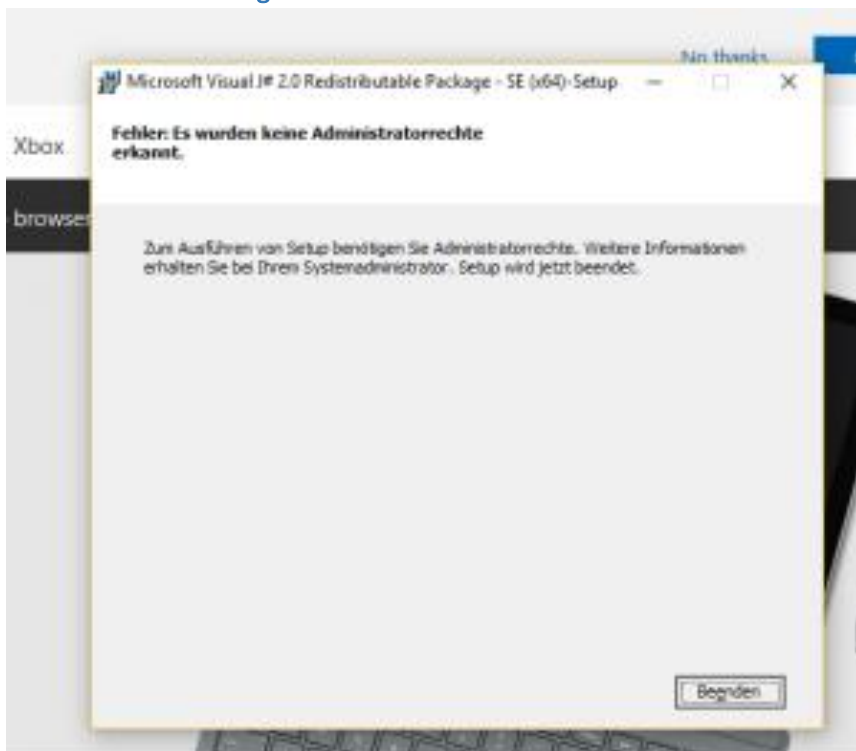 No thanks
Microsoft Visual J# 2.0 Redistributable Package - SE (x64)-Setup
Fehler: Es wurden keine Administratorrechte
erkannt.
Xbox
browser
Zum Ausführen von Setup benötigen Sie Administratorrechte. Weitere Informationen
erhalten Sie bei Ihrem Systemadministrator. Setup wird jetzt beendet.
Beenden